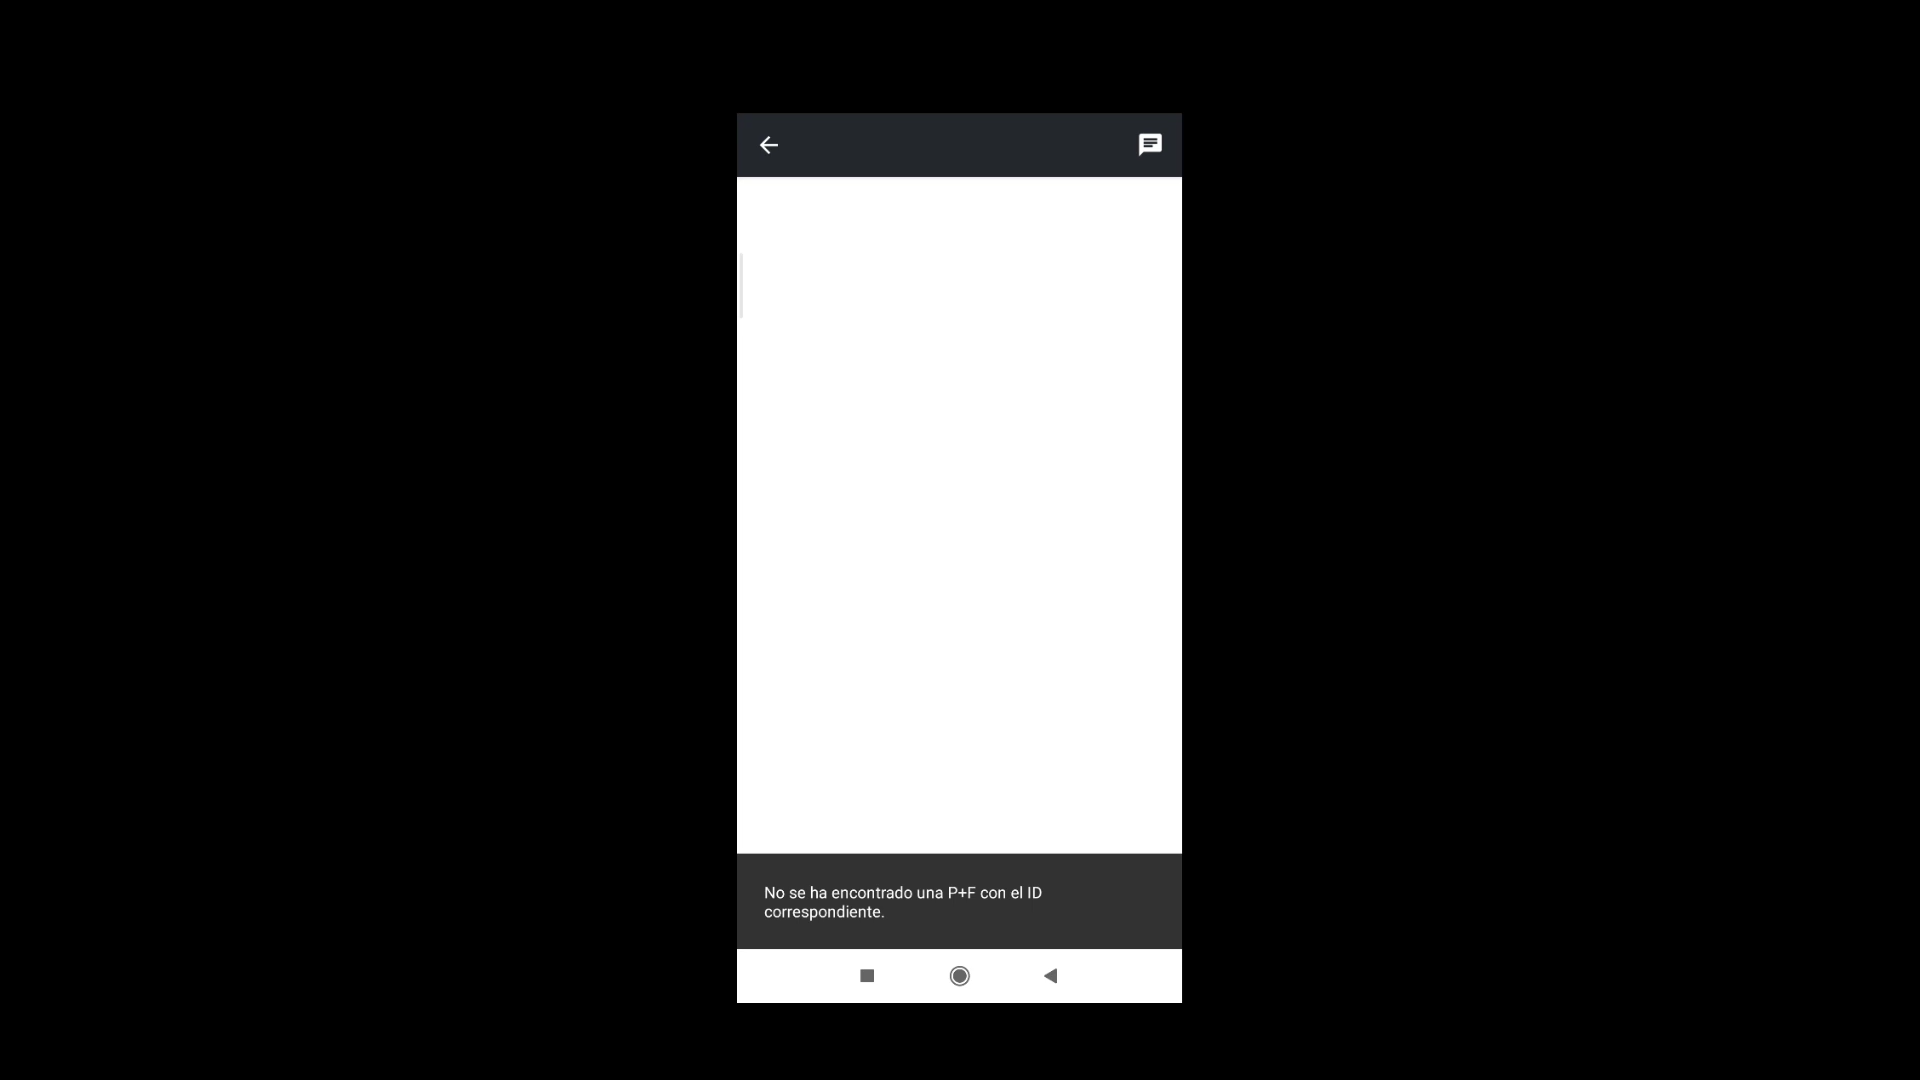 No se ha encontrado una P+F con el ID
correspondiente.